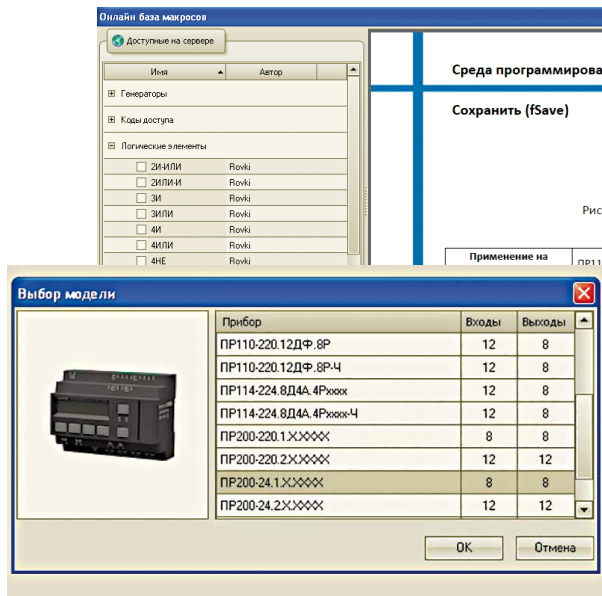 Онлайн база макросов
Доступные на сервере
Имя Автор
Генераторы
Коды доступа
Логические элементы
2И-ИЛИ Rovki
2ИЛИ-И Rovki
3И Rovki
3ИЛИ Rovki
4И Rovki
4ИЛИ Rovki
4НЕ Rovki
Среда программирова
Сохранить (fSave)
Рис
Применение на ПР11
Выбор модели
Прибор Входы Выходы
ПР110-220.12ДФ.8Р 12 8
ПР110-220.12ДФ.8Р-Ч 12 8
ПР114-224.8Д4А.4Рхххх 12 8
ПР114-224.8Д4А.4Рхххх-Ч 12 8
ПР200-220.1.Х.ХХХХ 8 8
ПР200-220.2.Х.ХХХХ 12 12
ПР200-24.1.Х.ХХХХ 8 8
ПР200-24.2.Х.ХХХХ 12 12
OK Отмена